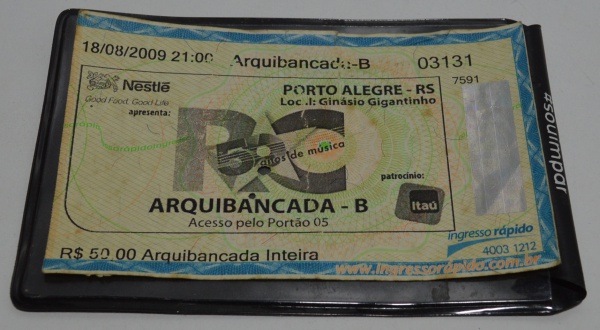 18/08/2009 21:00 Arquibancada-B 03131
7591
Nestlé
Good Food, Good Life
apresenta:
PORTO ALEGRE - RS
Local: Ginásio Gigantinho
RC
50 anos de música
patrocínio:
Itaú
ARQUIBANCADA - B
Acesso pelo Portão 05
ingresso rápido
4003 1212
R$ 50.00 Arquibancada Inteira
www.ingressorapido.com.br
#souimpar